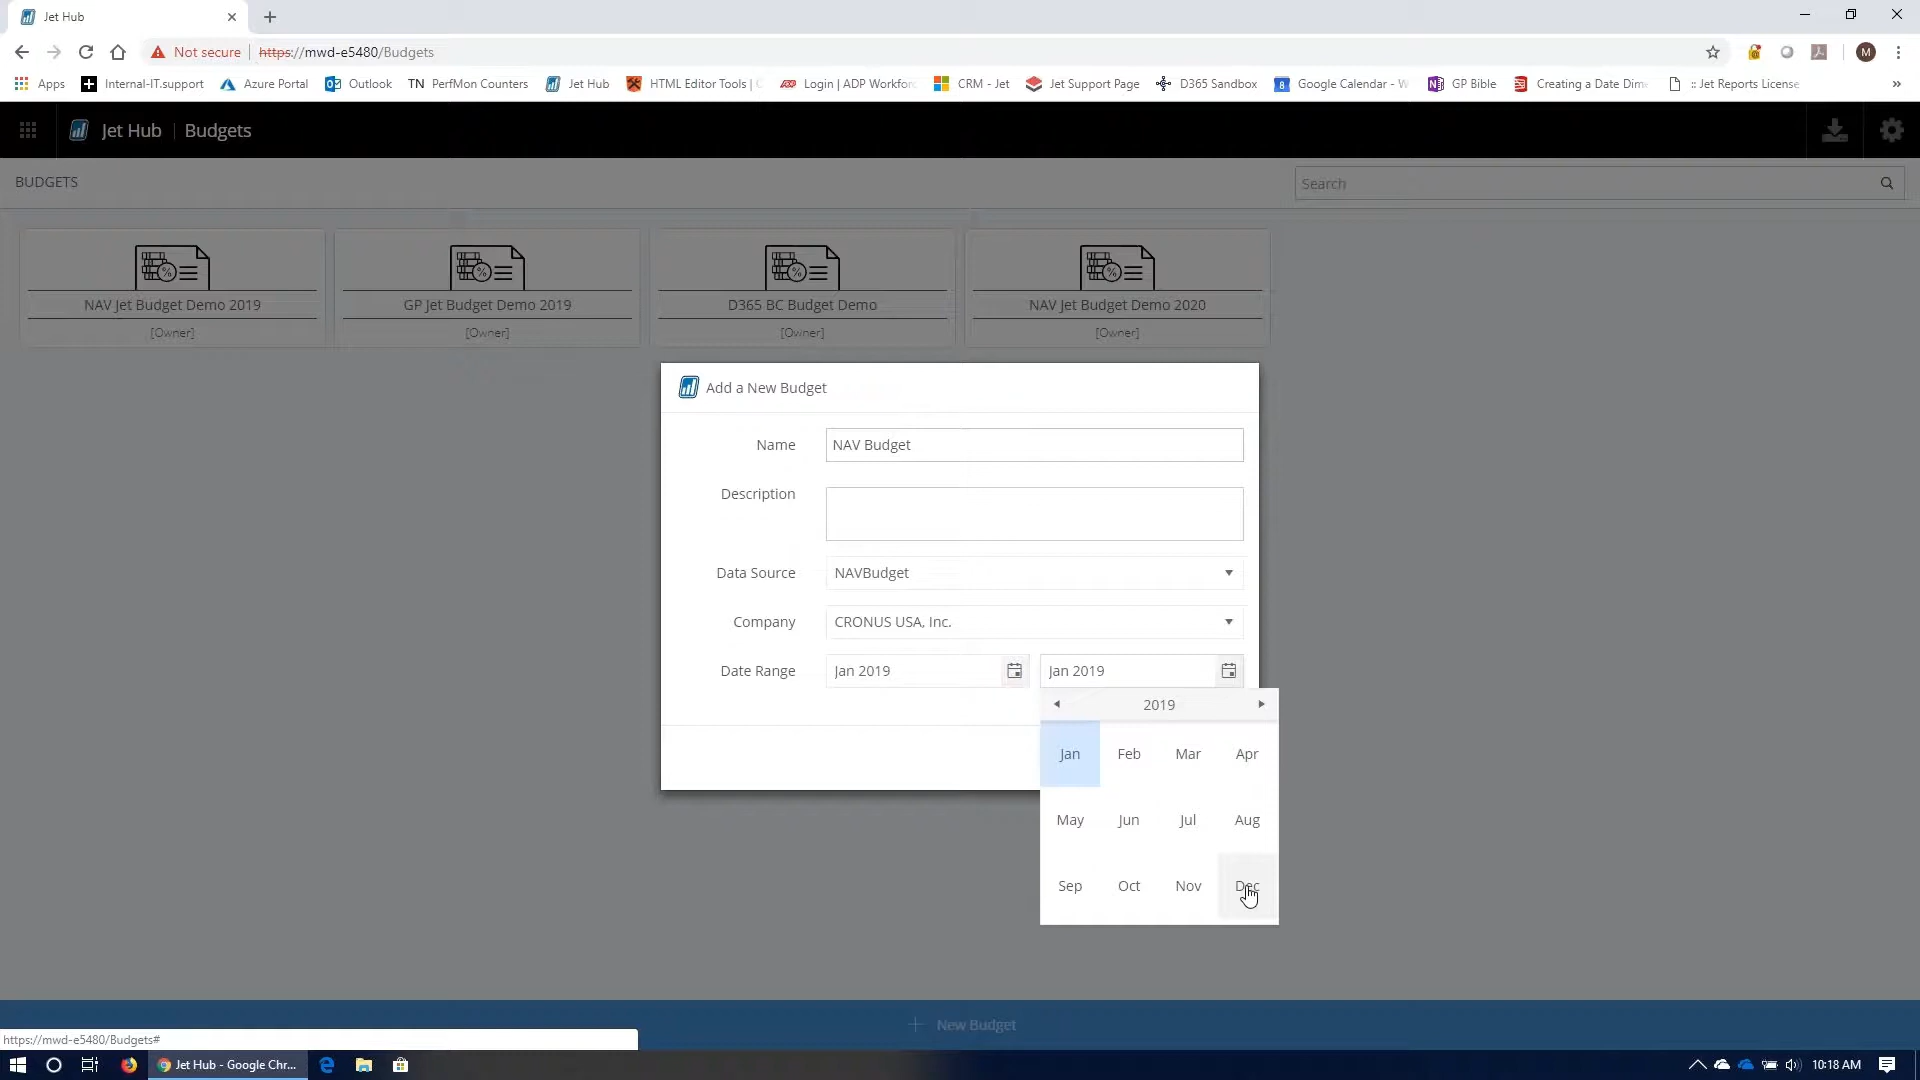 Jet Hub
Not secure https://mwd-e5480/Budgets
Apps Internal-IT.support Azure Portal Outlook TN PerfMon Counters Jet Hub HTML Editor Tools | C Login | ADP Workforc CRM - Jet Jet Support Page D365 Sandbox Google Calendar - W GP Bible Creating a Date Dime :: Jet Reports License »
Jet Hub | Budgets
BUDGETS
Search
NAV Jet Budget Demo 2019
[Owner]
GP Jet Budget Demo 2019
[Owner]
D365 BC Budget Demo
[Owner]
NAV Jet Budget Demo 2020
[Owner]
Add a New Budget
Name NAV Budget
Description
Data Source NAVBudget
Company CRONUS USA, Inc.
Date Range Jan 2019 Jan 2019
2019
Jan Feb Mar Apr
May Jun Jul Aug
Sep Oct Nov Dec
+ New Budget
https://mwd-e5480/Budgets#
Jet Hub - Google Chr...
10:18 AM